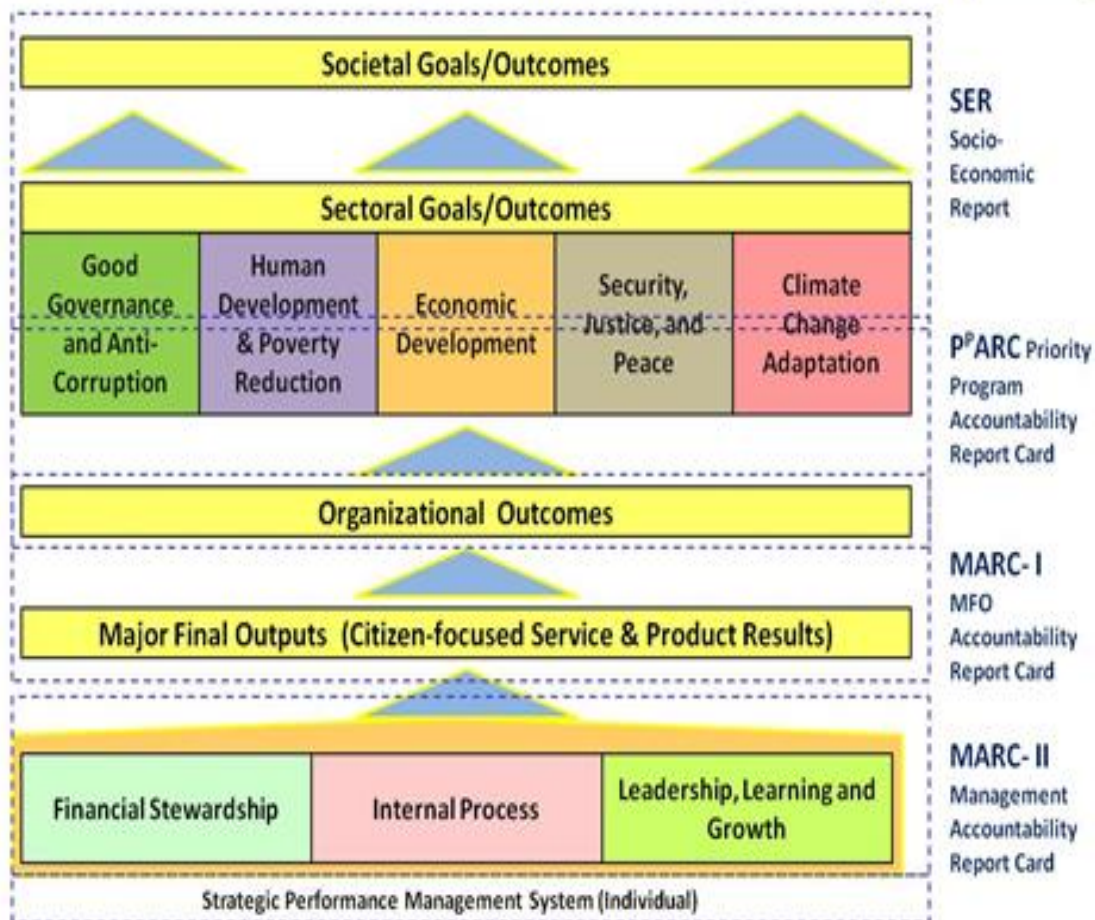 Societal Goals/Outcomes
SER
Socio-
Economic
Report
Sectoral Goals/Outcomes
Good
Governance
and Anti-
Corruption
Human
Development
& Poverty
Reduction
Economic
Development
Security,
Justice, and
Peace
Climate
Change
Adaptation
PᴾARC Priority
Program
Accountability
Report Card
Organizational Outcomes
MARC- I
MFO
Accountability
Report Card
Major Final Outputs (Citizen-focused Service & Product Results)
MARC- II
Management
Accountability
Report Card
Financial Stewardship
Internal Process
Leadership, Learning and
Growth
Strategic Performance Management System (Individual)